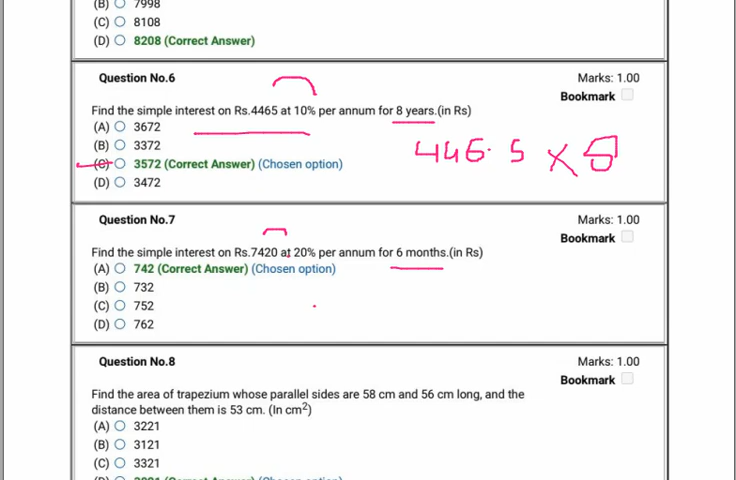 (B) 7998
(C) 8108
(D) 8208 (Correct Answer)
Question No.6
Marks: 1.00
Bookmark
Find the simple interest on Rs.4465 at 10% per annum for 8 years.(in Rs)
(A) 3672
(B) 3372
(C) 3572 (Correct Answer) (Chosen option)
(D) 3472
446.5 × 8
Question No.7
Marks: 1.00
Bookmark
Find the simple interest on Rs.7420 at 20% per annum for 6 months.(in Rs)
(A) 742 (Correct Answer) (Chosen option)
(B) 732
(C) 752
(D) 762
Question No.8
Marks: 1.00
Bookmark
Find the area of trapezium whose parallel sides are 58 cm and 56 cm long, and the
distance between them is 53 cm. (In cm²)
(A) 3221
(B) 3121
(C) 3321